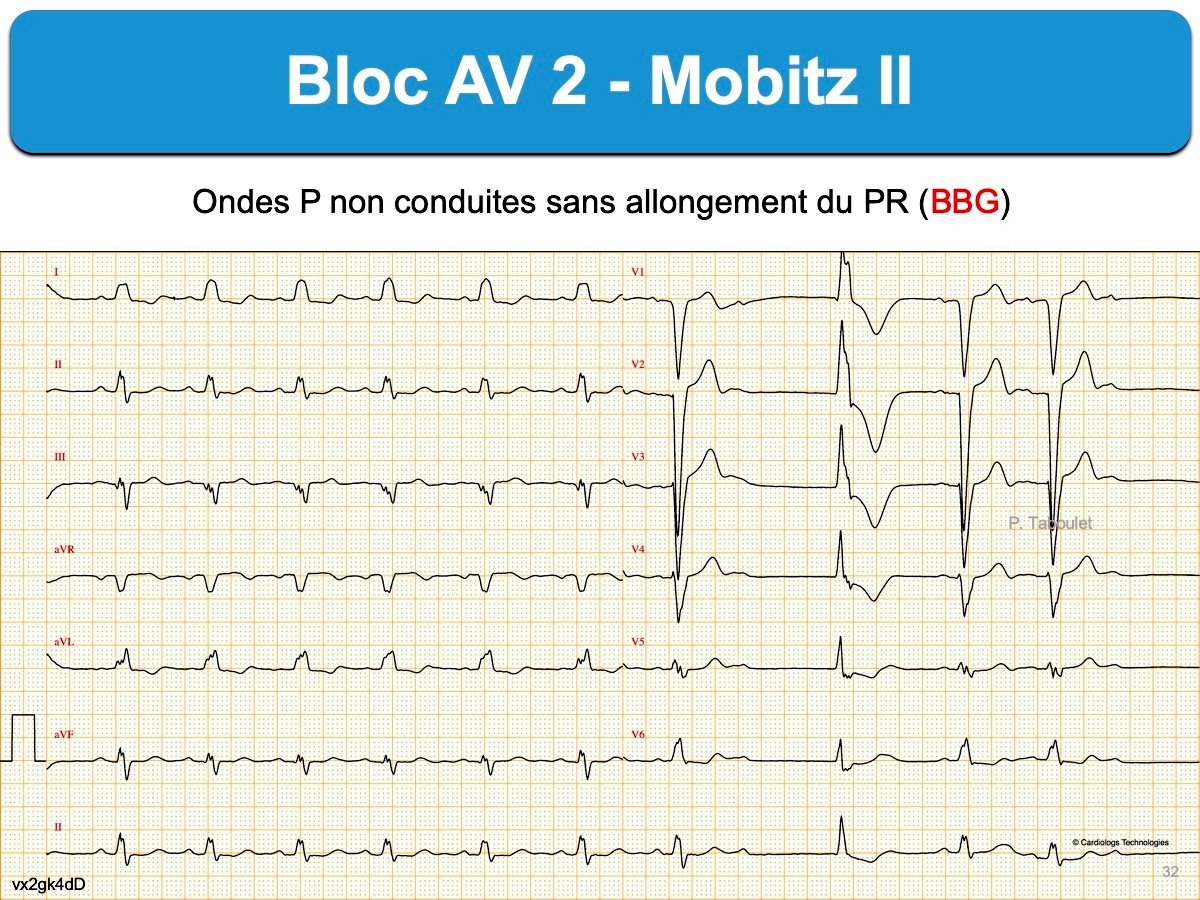 Bloc AV 2 - Mobitz II
Ondes P non conduites sans allongement du PR (BBG)
I
V1
II
V2
III
V3
P. Taboulet
aVR
V4
aVL
V5
aVF
V6
II
© Cardiologs Technologies
32
vx2gk4dD